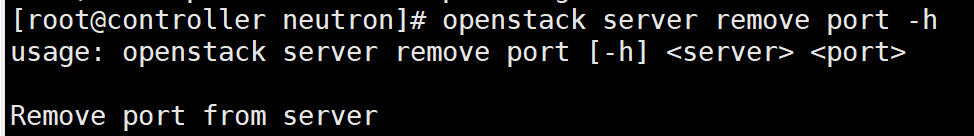 [root@controller neutron]# openstack server remove port -h
usage: openstack server remove port [-h] <server> <port>
Remove port from server